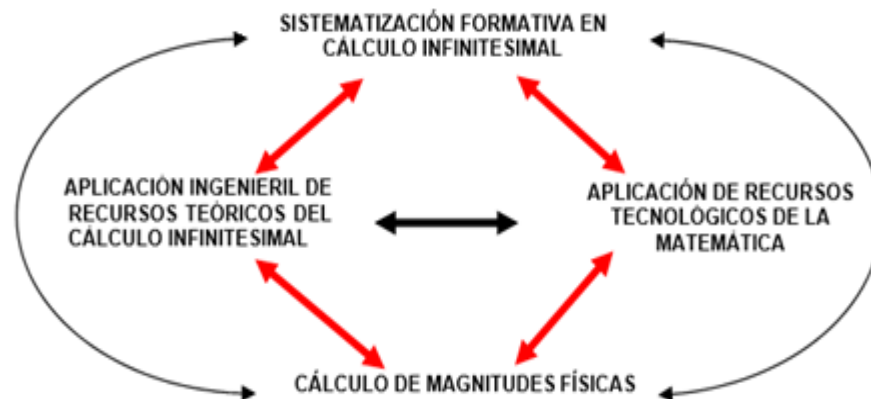 SISTEMATIZACIÓN FORMATIVA EN
CÁLCULO INFINITESIMAL
APLICACIÓN INGENIERIL DE
RECURSOS TEÓRICOS DEL
CÁLCULO INFINITESIMAL
APLICACIÓN DE RECURSOS
TECNOLÓGICOS DE LA
MATEMÁTICA
CÁLCULO DE MAGNITUDES FÍSICAS